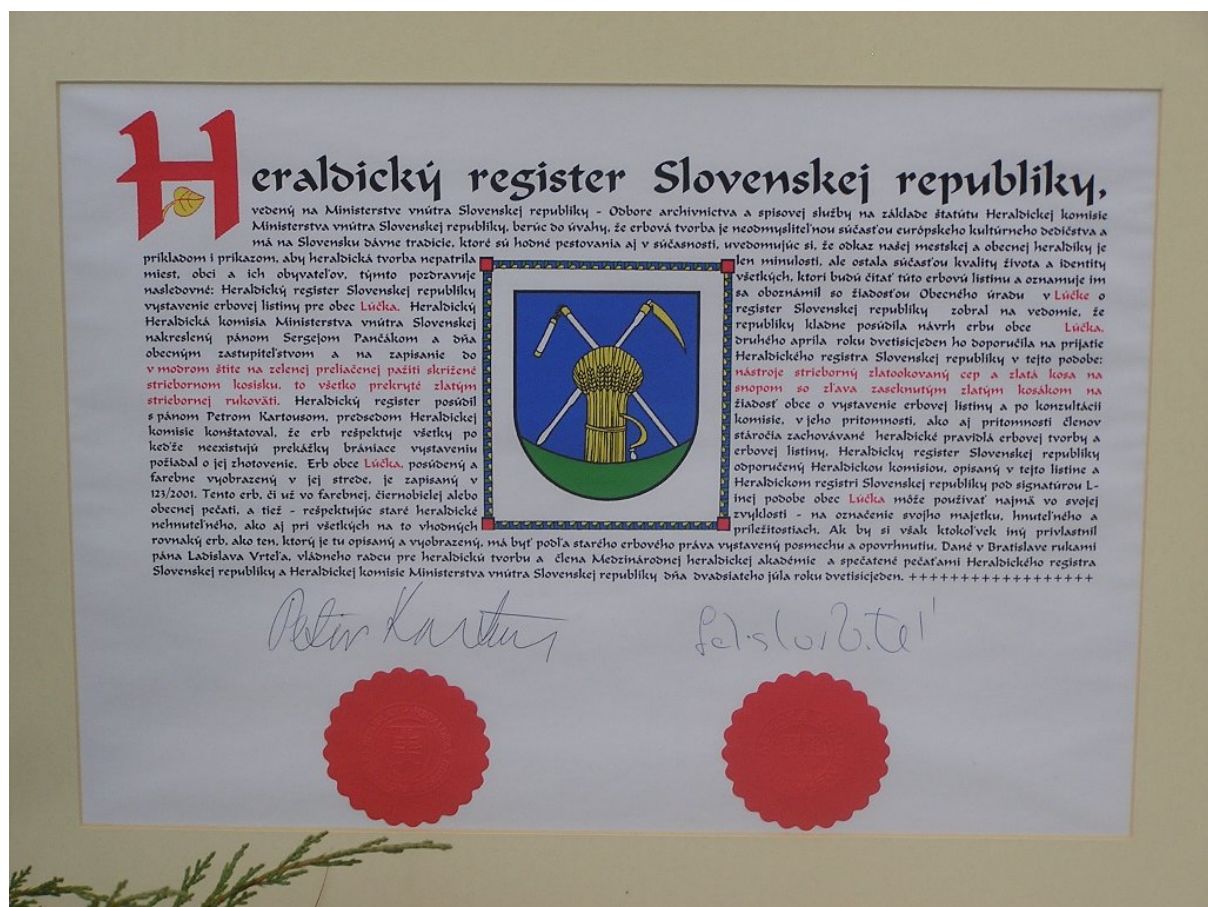 Heraldický register Slovenskej republiky,
vedený na Ministerstve vnútra Slovenskej republiky - Odbore archivnictva a spisovej služby na základe štatútu Heraldickej komisie
Ministerstva vnútra Slovenskej republiky, berúc do úvahy, že erbová tvorba je neodmysliteľnou súčasťou európskeho kultúrneho dedičstva a
má na Slovensku dávne tradície, ktoré sú hodné pestovania aj v súčasnosti, uvedomujúc si, že odkaz našej mestskej a obecnej heraldiky je
príkladom i príkazom, aby heraldická tvorba nepatrila len minulosti, ale ostala súčasťou kvality života a identity
miest, obcí a ich obyvateľov, týmto pozdravuje všetkých, ktorí budú čítať túto erbovú listinu a oznamuje im
nasledovné: Heraldický register Slovenskej republiky sa oboznámil so žiadosťou Obecného úradu v Lúčke o
vystavenie erbovej listiny pre obec Lúčka. Heraldický register Slovenskej republiky zobral na vedomie, že
Heraldická komisia Ministerstva vnútra Slovenskej republiky kladne posúdila návrh erbu obce Lúčka,
nakreslený pánom Sergejom Pančákom a dňa druhého apríla roku dvetisícjeden ho doporučila na prijatie
obecným zastupiteľstvom a na zapísanie do Heraldického registra Slovenskej republiky v tejto podobe:
v modrom štíte na zelenej preliačenej pažiti skrížené nástroje strieborný zlatookovaný cep a zlatá kosa na
striebornom kosisku, to všetko prekryté zlatým snopom so zľava zaseknutým zlatým kosákom na
striebornej rukoväti. Heraldický register posúdil žiadosť obce o vystavenie erbovej listiny a po konzultácii
s pánom Petrom Kartousom, predsedom Heraldickej komisie, v jeho prítomnosti, ako aj prítomnosti členov
komisie konštatoval, že erb rešpektuje všetky po stáročia zachovávané heraldické pravidlá erbovej tvorby a
keďže neexistujú prekážky brániace vystaveniu erbovej listiny, Heraldický register Slovenskej republiky
požiadal o jej zhotovenie. Erb obce Lúčka, posúdený a odporučený Heraldickou komisiou, opísaný v tejto listine a
farebne vyobrazený v jej strede, je zapísaný v Heraldickom registri Slovenskej republiky pod signatúrou L-
123/2001. Tento erb, či už vo farebnej, čiernobielej alebo inej podobe obec Lúčka môže používať najmä vo svojej
obecnej pečati, a tiež - rešpektujúc staré heraldické zvyklosti - na označenie svojho majetku, hnuteľného a
nehnuteľného, ako aj pri všetkých na to vhodných príležitostiach. Ak by si však ktokoľvek iný privlastnil
rovnaký erb, ako ten, ktorý je tu opísaný a vyobrazený, má byť podľa starého erbového práva vystavený posmechu a opovrhnutiu. Dané v Bratislave rukami
pána Ladislava Vrteľa, vládneho radcu pre heraldickú tvorbu a člena Medzinárodnej heraldickej akadémie a spečatené pečaťami Heraldického registra
Slovenskej republiky a Heraldickej komisie Ministerstva vnútra Slovenskej republiky dňa dvadsiateho júla roku dvetisícjeden. ++++++++++++++++++